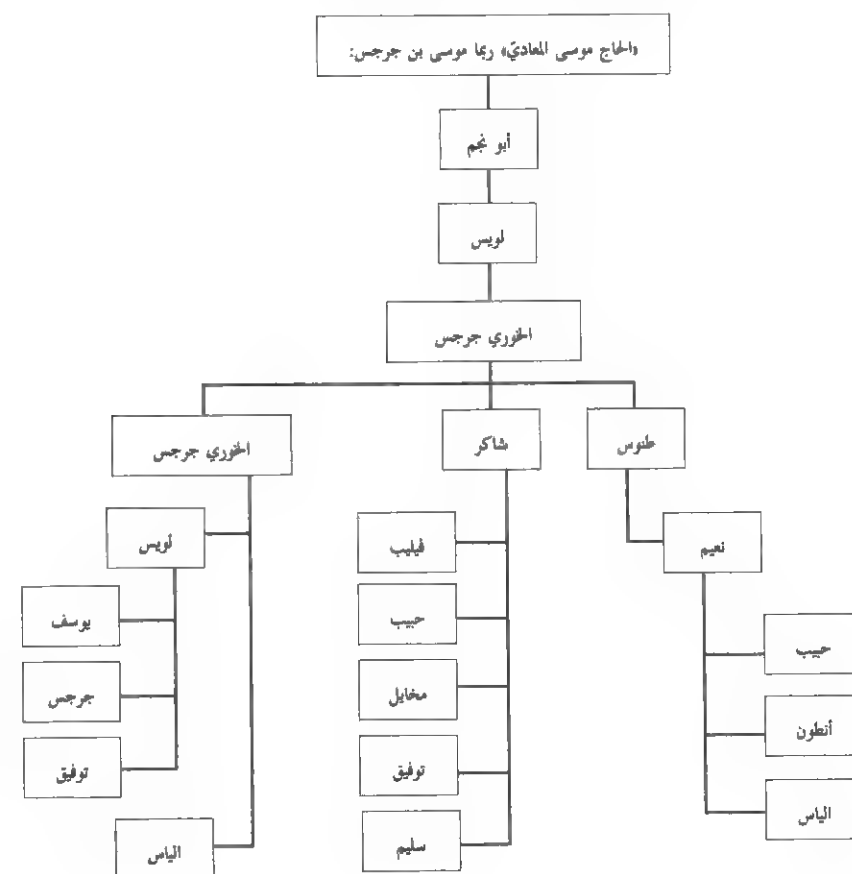 «الحاج موسى المعاديّ» ربما موسى بن جرجس:
أبو نجم
لويس
الخوري جرجس
طنوس
شاكر
الخوري جرجس
نعيم
فيليب
لويس
حبيب
حبيب
يوسف
أنطون
مخايل
جرجس
الياس
توفيق
توفيق
سليم
الياس